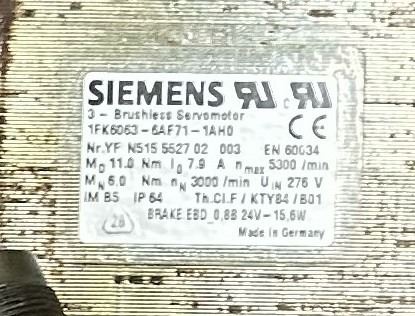 SIEMENS
3 - Brushless Servomotor
1FK6063-6AF71-1AH0
Nr.YF N515 5527 02 003 EN 60034
M0 11.0 Nm I0 7.9 A nmax 5300 /min
MN 6.0 Nm nN 3000 /min UIN 276 V
IM B5 IP 64 Th.Cl.F / KTY84 / B01
BRAKE EBD 0,8B 24V - 15,6W
Made in Germany